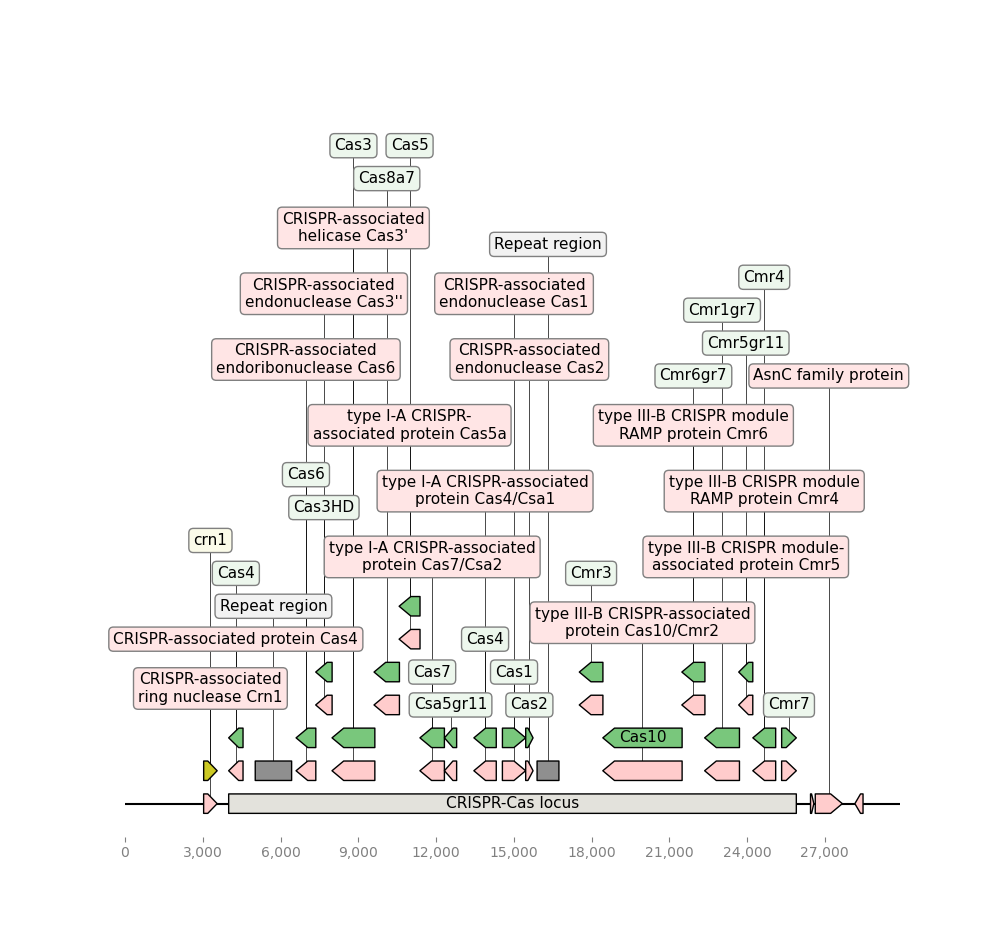 Cas3
Cas5
Cas8a7
CRISPR-associated
helicase Cas3'
Repeat region
CRISPR-associated
endonuclease Cas3''
CRISPR-associated
endonuclease Cas1
Cmr4
Cmr1gr7
Cmr5gr11
CRISPR-associated
endoribonuclease Cas6
CRISPR-associated
endonuclease Cas2
Cmr6gr7
AsnC family protein
type I-A CRISPR-
associated protein Cas5a
type III-B CRISPR module
RAMP protein Cmr6
Cas6
type I-A CRISPR-associated
protein Cas4/Csa1
type III-B CRISPR module
RAMP protein Cmr4
Cas3HD
crn1
type I-A CRISPR-associated
protein Cas7/Csa2
type III-B CRISPR module-
associated protein Cmr5
Cas4
Cmr3
Repeat region
type III-B CRISPR-associated
protein Cas10/Cmr2
CRISPR-associated protein Cas4
Cas4
CRISPR-associated
ring nuclease Crn1
Cas7
Cas1
Csa5gr11
Cas2
Cmr7
Cas10
CRISPR-Cas locus
0
3,000
6,000
9,000
12,000
15,000
18,000
21,000
24,000
27,000